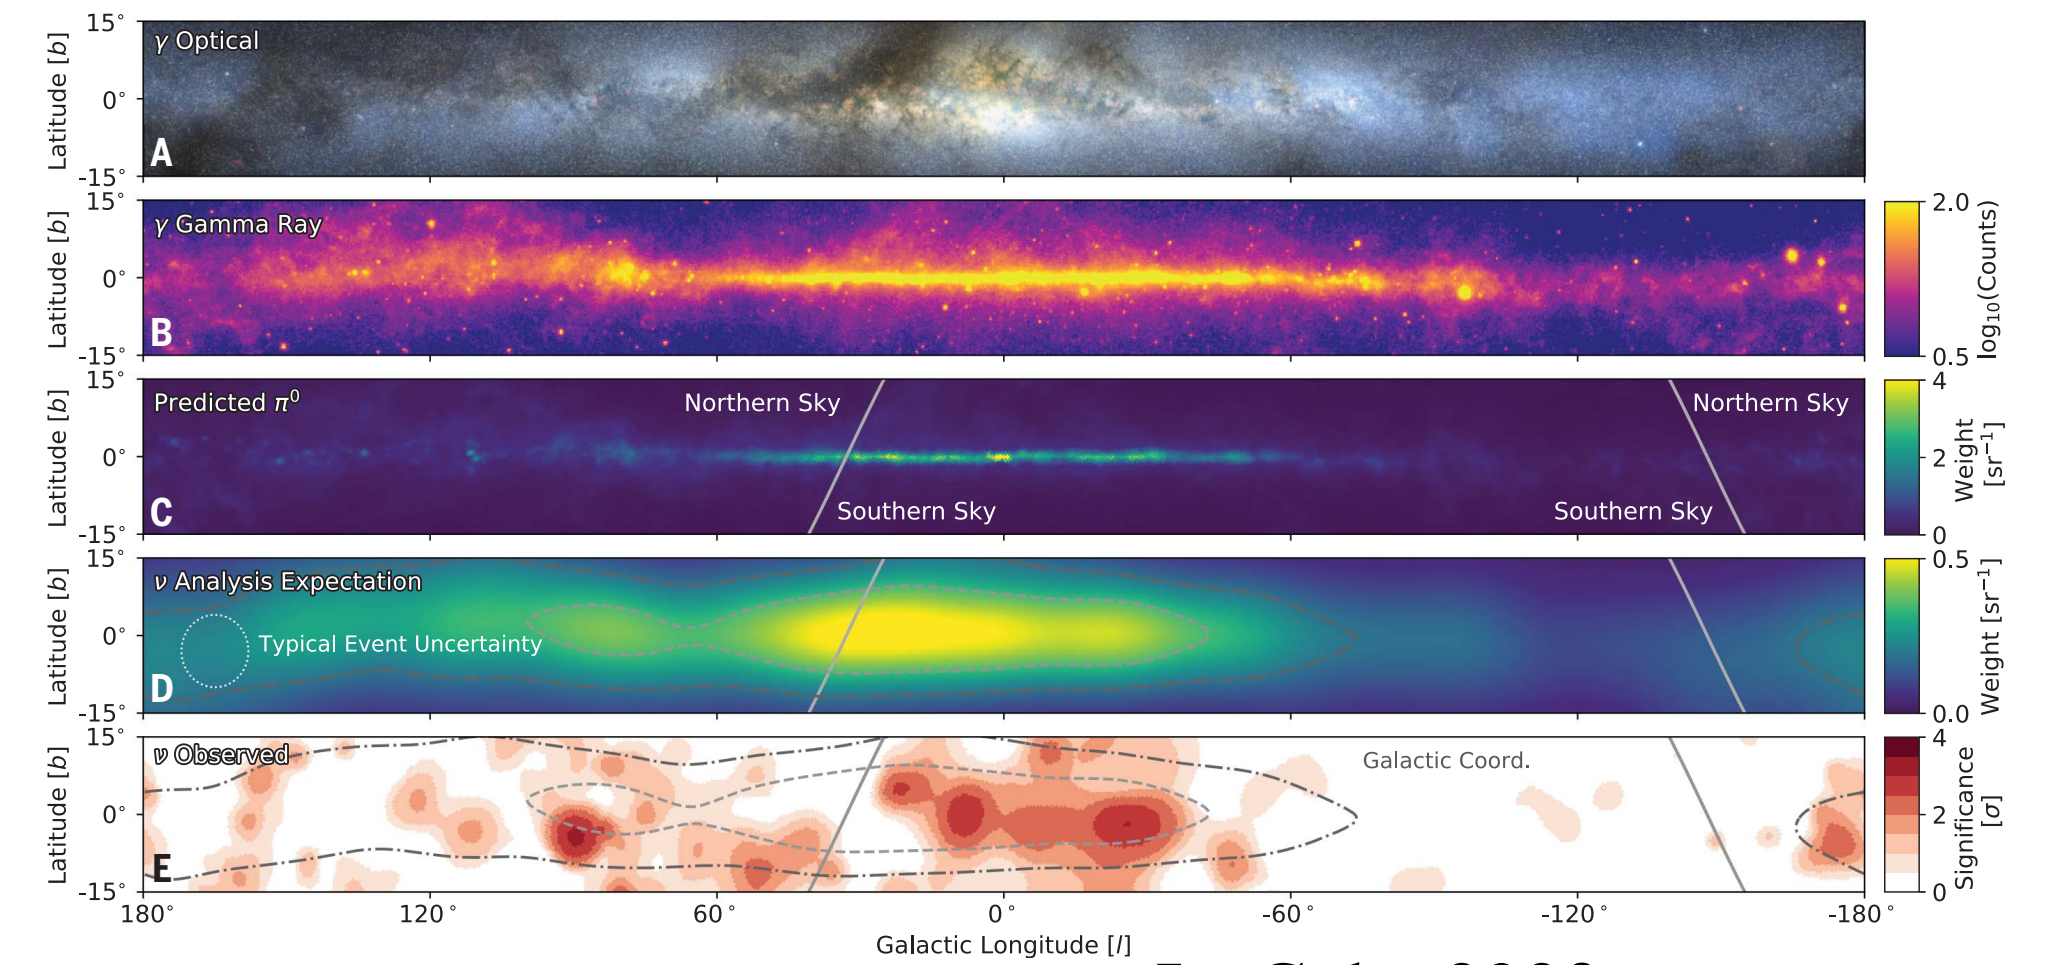 15°
γ Optical
Latitude [b]
0°
A
-15°
15°
γ Gamma Ray
Latitude [b]
0°
B
-15°
2.0
0.5
log₁₀(Counts)
15°
Predicted π⁰
Northern Sky
Northern Sky
Latitude [b]
0°
Southern Sky
Southern Sky
C
-15°
4
2
0
Weight
[sr⁻¹]
15°
ν Analysis Expectation
Latitude [b]
0°
Typical Event Uncertainty
D
-15°
0.5
0.0
Weight [sr⁻¹]
15°
ν Observed
Galactic Coord.
Latitude [b]
0°
E
-15°
4
2
0
Significance
[σ]
180° 120° 60° 0° -60° -120° -180°
Galactic Longitude [l]